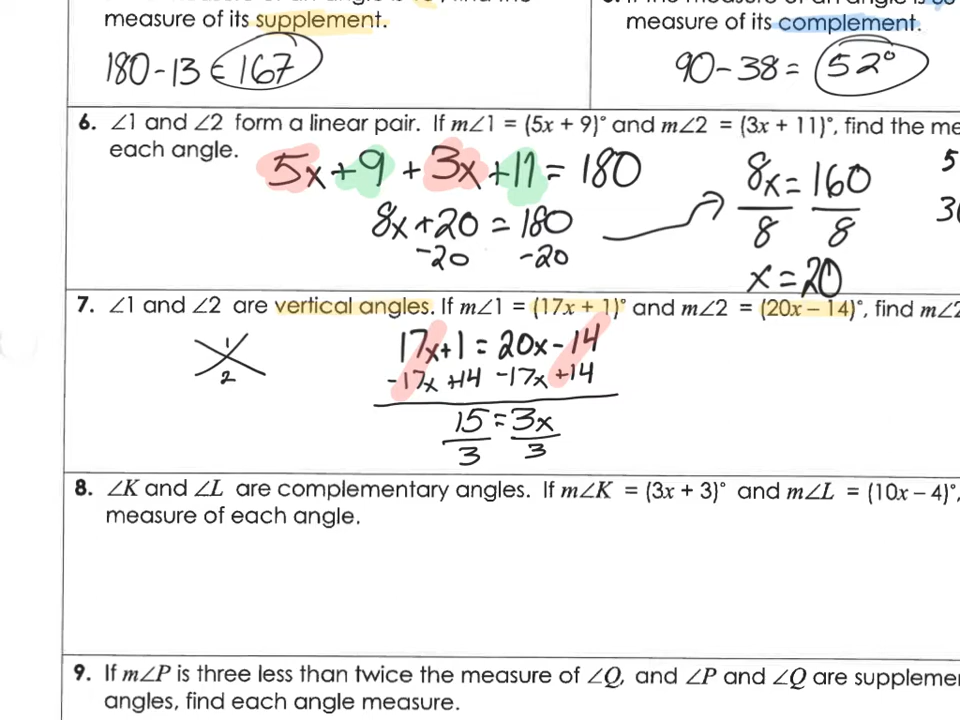 measure of its supplement.
180-13 = 167
measure of its complement.
90-38 = 52°
6. ∠1 and ∠2 form a linear pair. If m∠1 = (5x + 9)° and m∠2 = (3x + 11)°, find the me
each angle.
5x+9 + 3x+11 = 180
8x+20 = 180
-20 -20
8x = 160
8 8
x = 20
5
3
7. ∠1 and ∠2 are vertical angles. If m∠1 = (17x + 1)° and m∠2 = (20x – 14)°, find m∠2
1
2
17x+1 = 20x-14
-17x +14 -17x +14
15 = 3x
3 3
8. ∠K and ∠L are complementary angles. If m∠K = (3x + 3)° and m∠L = (10x – 4)°,
measure of each angle.
9. If m∠P is three less than twice the measure of ∠Q, and ∠P and ∠Q are suppleme
angles, find each angle measure.